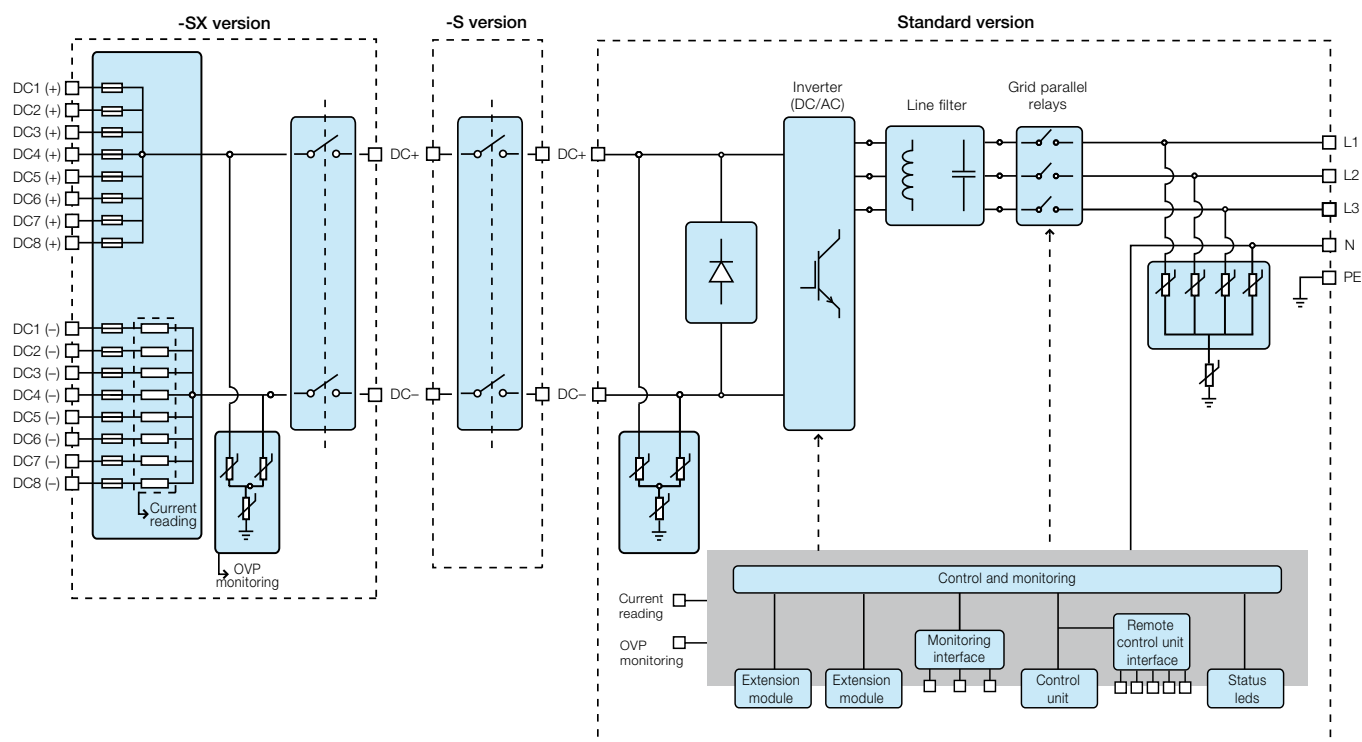 -SX version
-S version
Standard version
DC1 (+)
DC2 (+)
DC3 (+)
DC4 (+)
DC5 (+)
DC6 (+)
DC7 (+)
DC8 (+)
DC1 (–)
DC2 (–)
DC3 (–)
DC4 (–)
DC5 (–)
DC6 (–)
DC7 (–)
DC8 (–)
Current
reading
OVP
monitoring
DC+
DC–
DC+
DC–
Inverter
(DC/AC)
Line filter
Grid parallel
relays
L1
L2
L3
N
PE
Current
reading
OVP
monitoring
Control and monitoring
Extension
module
Extension
module
Monitoring
interface
Control
unit
Remote
control unit
interface
Status
leds